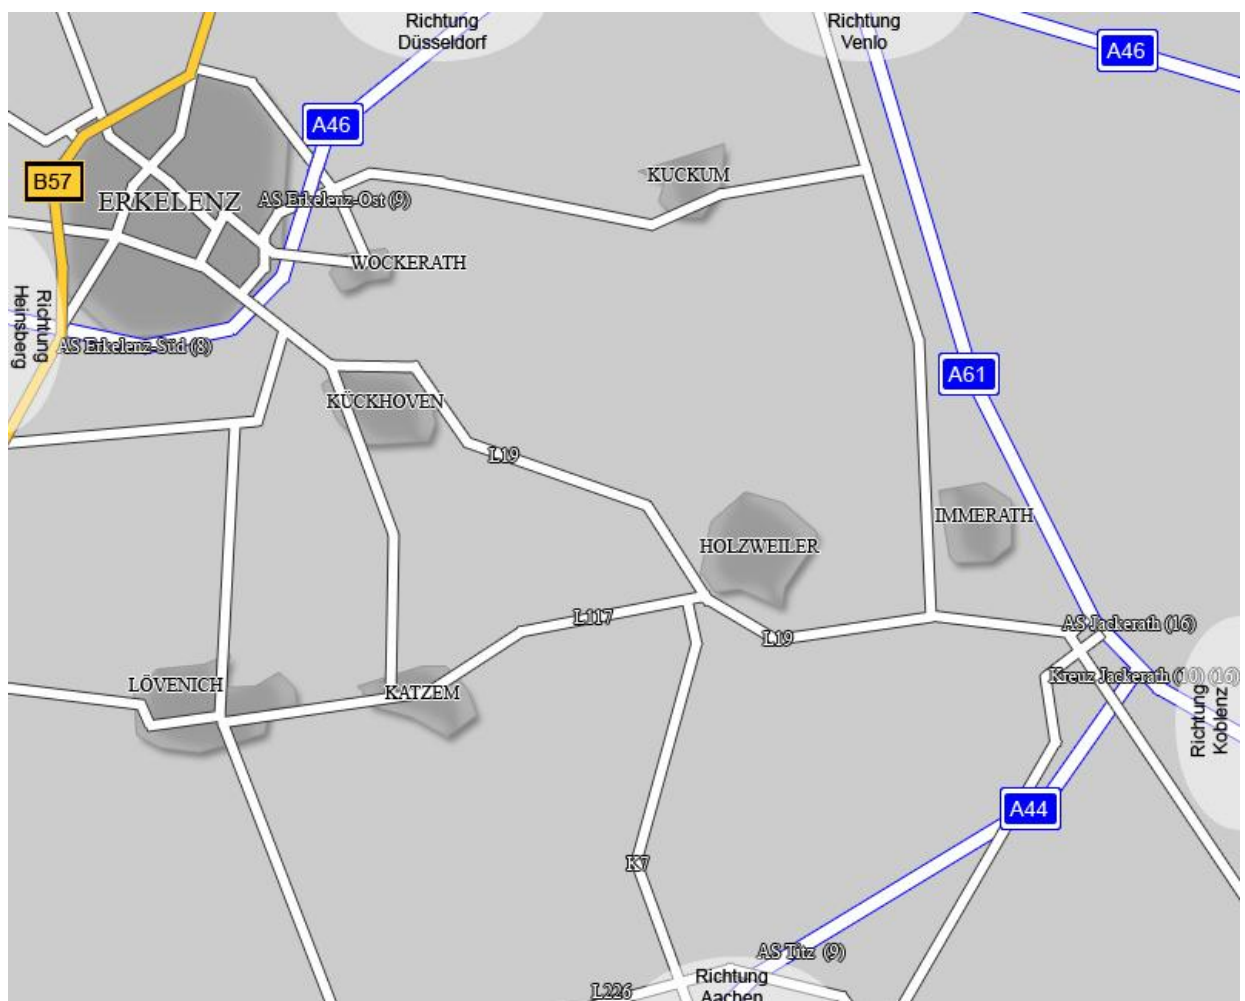 Richtung
Düsseldorf
Richtung
Venlo
A46
A46
B57
KUCKUM
ERKELENZ
AS Erkelenz-Ost (9)
WOCKERATH
Richtung
Heinsberg
AS Erkelenz-Süd (8)
A61
KÜCKHOVEN
L19
IMMERATH
HOLZWEILER
L117
AS Jackerath (16)
L19
Kreuz Jackerath (10) (16)
LÖVENICH
KATZEM
Richtung
Koblenz
A44
K7
AS Titz (9)
Richtung
Aachen
L226